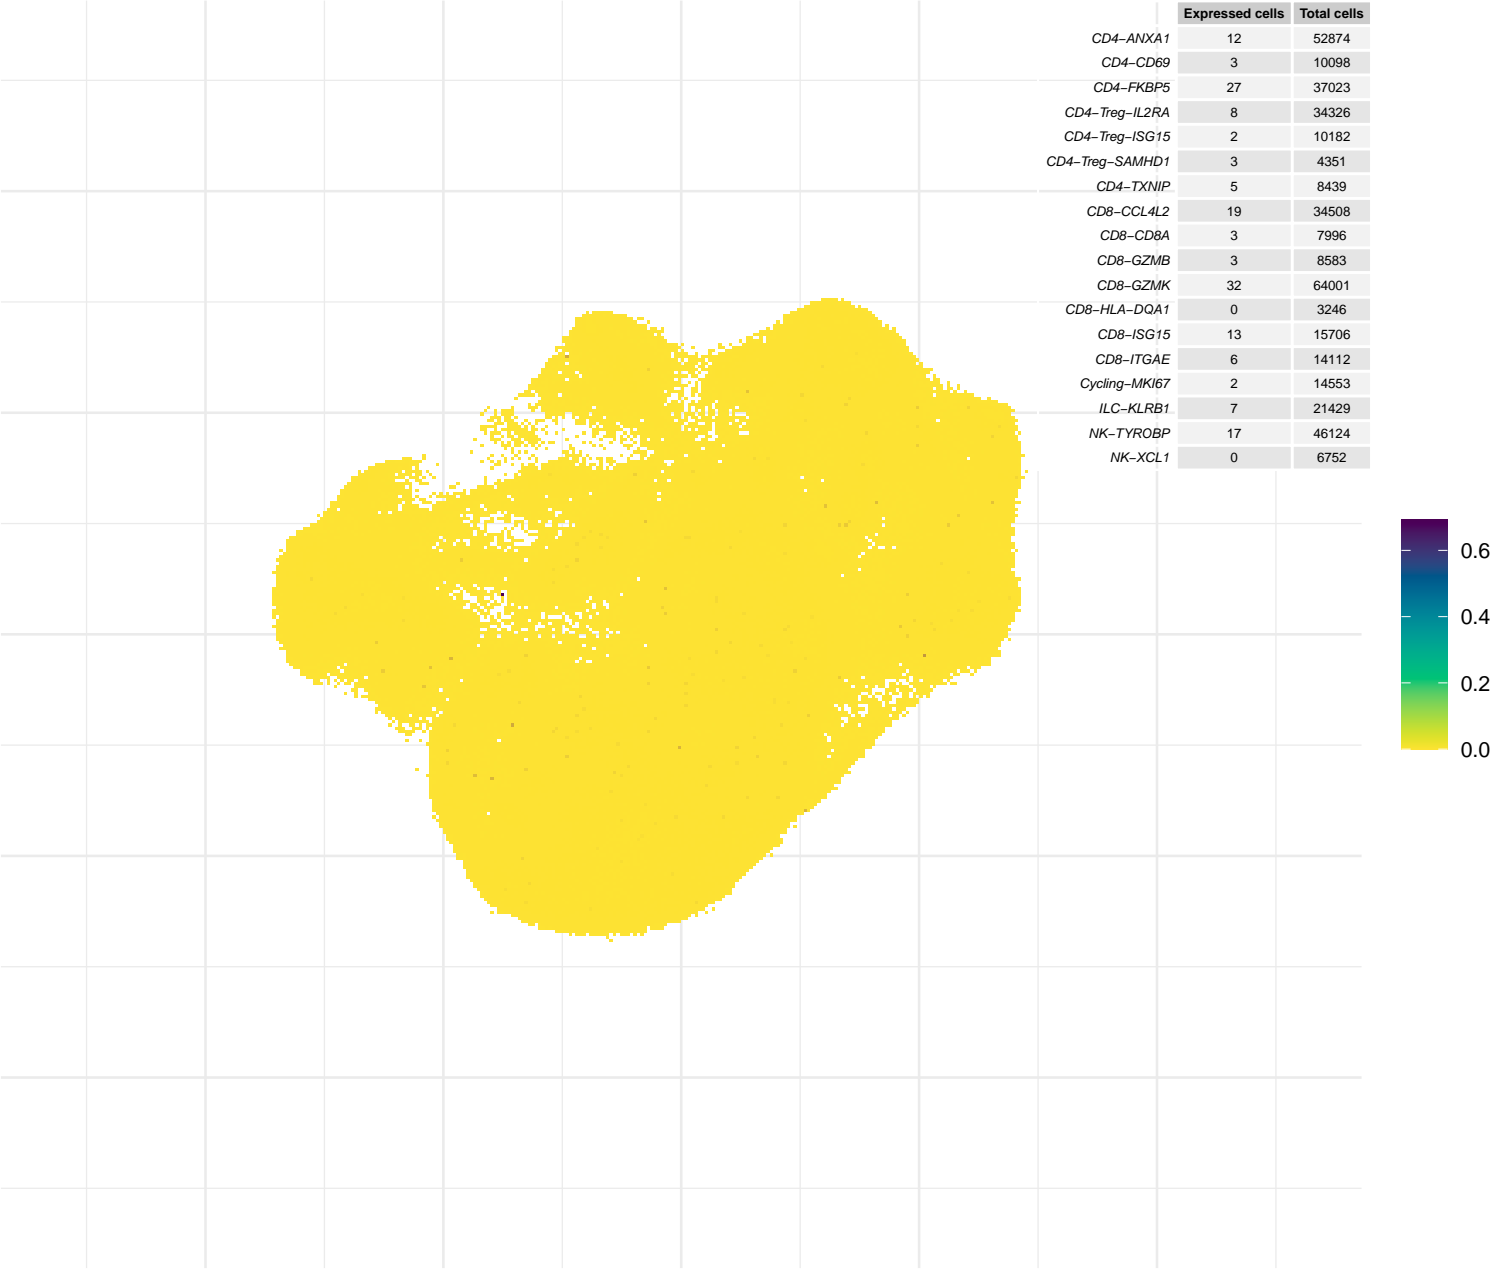 Expressed cells Total cells
CD4−ANXA1 12 52874
CD4−CD69 3 10098
CD4−FKBP5 27 37023
CD4−Treg−IL2RA 8 34326
CD4−Treg−ISG15 2 10182
CD4−Treg−SAMHD1 3 4351
CD4−TXNIP 5 8439
CD8−CCL4L2 19 34508
CD8−CD8A 3 7996
CD8−GZMB 3 8583
CD8−GZMK 32 64001
CD8−HLA−DQA1 0 3246
CD8−ISG15 13 15706
CD8−ITGAE 6 14112
Cycling−MKI67 2 14553
ILC−KLRB1 7 21429
NK−TYROBP 17 46124
NK−XCL1 0 6752
0.6
0.4
0.2
0.0